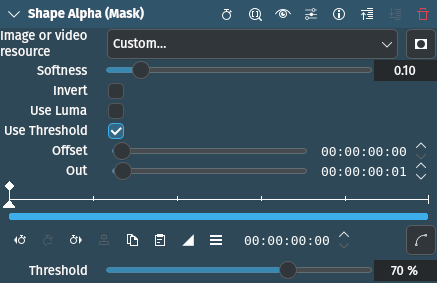 Shape Alpha (Mask)
Image or video
resource
Custom...
Softness
0.10
Invert
Use Luma
Use Threshold
Offset
00:00:00:00
Out
00:00:00:01
00:00:00:00
Threshold
70 %